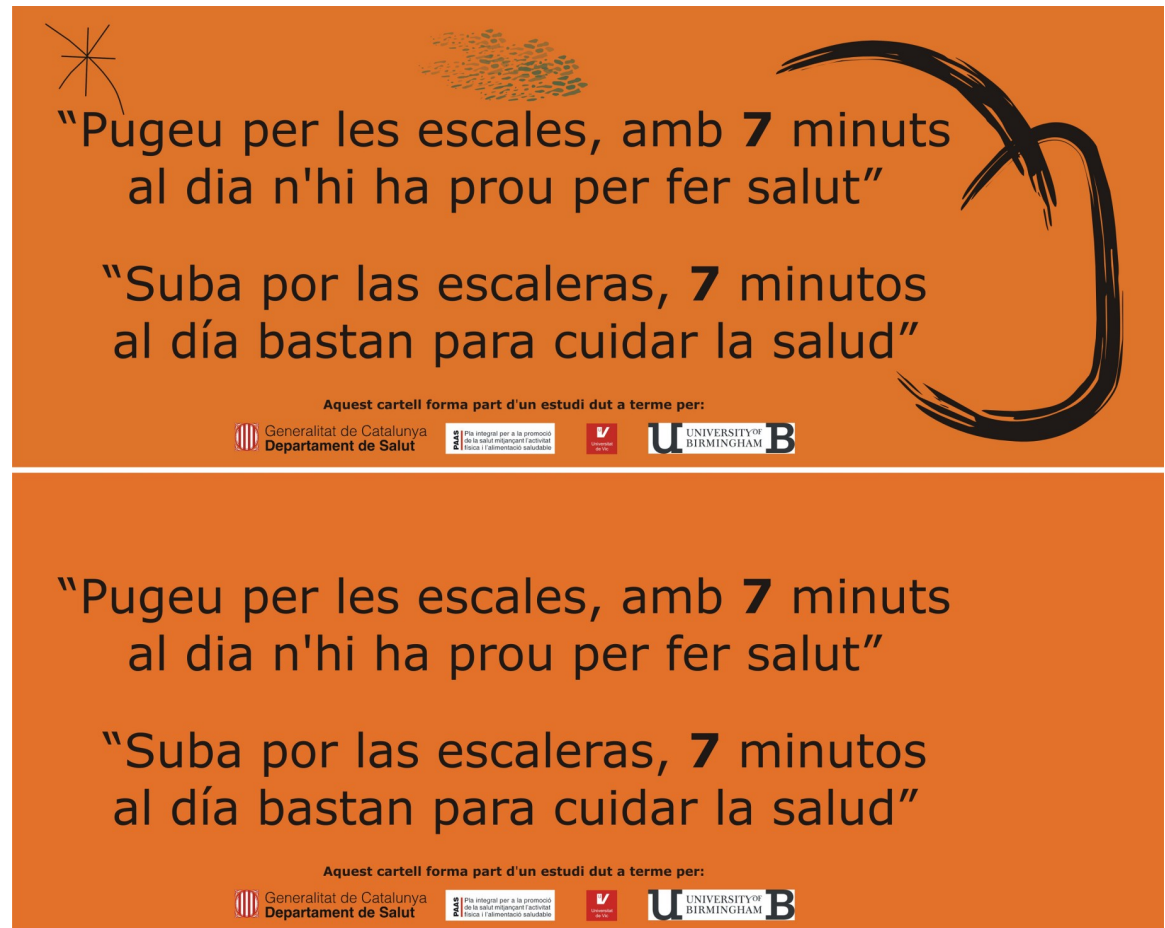 “Pugeu per les escales, amb 7 minuts
al dia n'hi ha prou per fer salut”
“Suba por las escaleras, 7 minutos
al día bastan para cuidar la salud”
Aquest cartell forma part d'un estudi dut a terme per:
Generalitat de Catalunya
Departament de Salut
PAAS
Pla integral per a la promoció
de la salut mitjançant l'activitat
física i l'alimentació saludable
Universitat
de Vic
UNIVERSITY OF
BIRMINGHAM
“Pugeu per les escales, amb 7 minuts
al dia n'hi ha prou per fer salut”
“Suba por las escaleras, 7 minutos
al día bastan para cuidar la salud”
Aquest cartell forma part d'un estudi dut a terme per:
Generalitat de Catalunya
Departament de Salut
PAAS
Pla integral per a la promoció
de la salut mitjançant l'activitat
física i l'alimentació saludable
Universitat
de Vic
UNIVERSITY OF
BIRMINGHAM